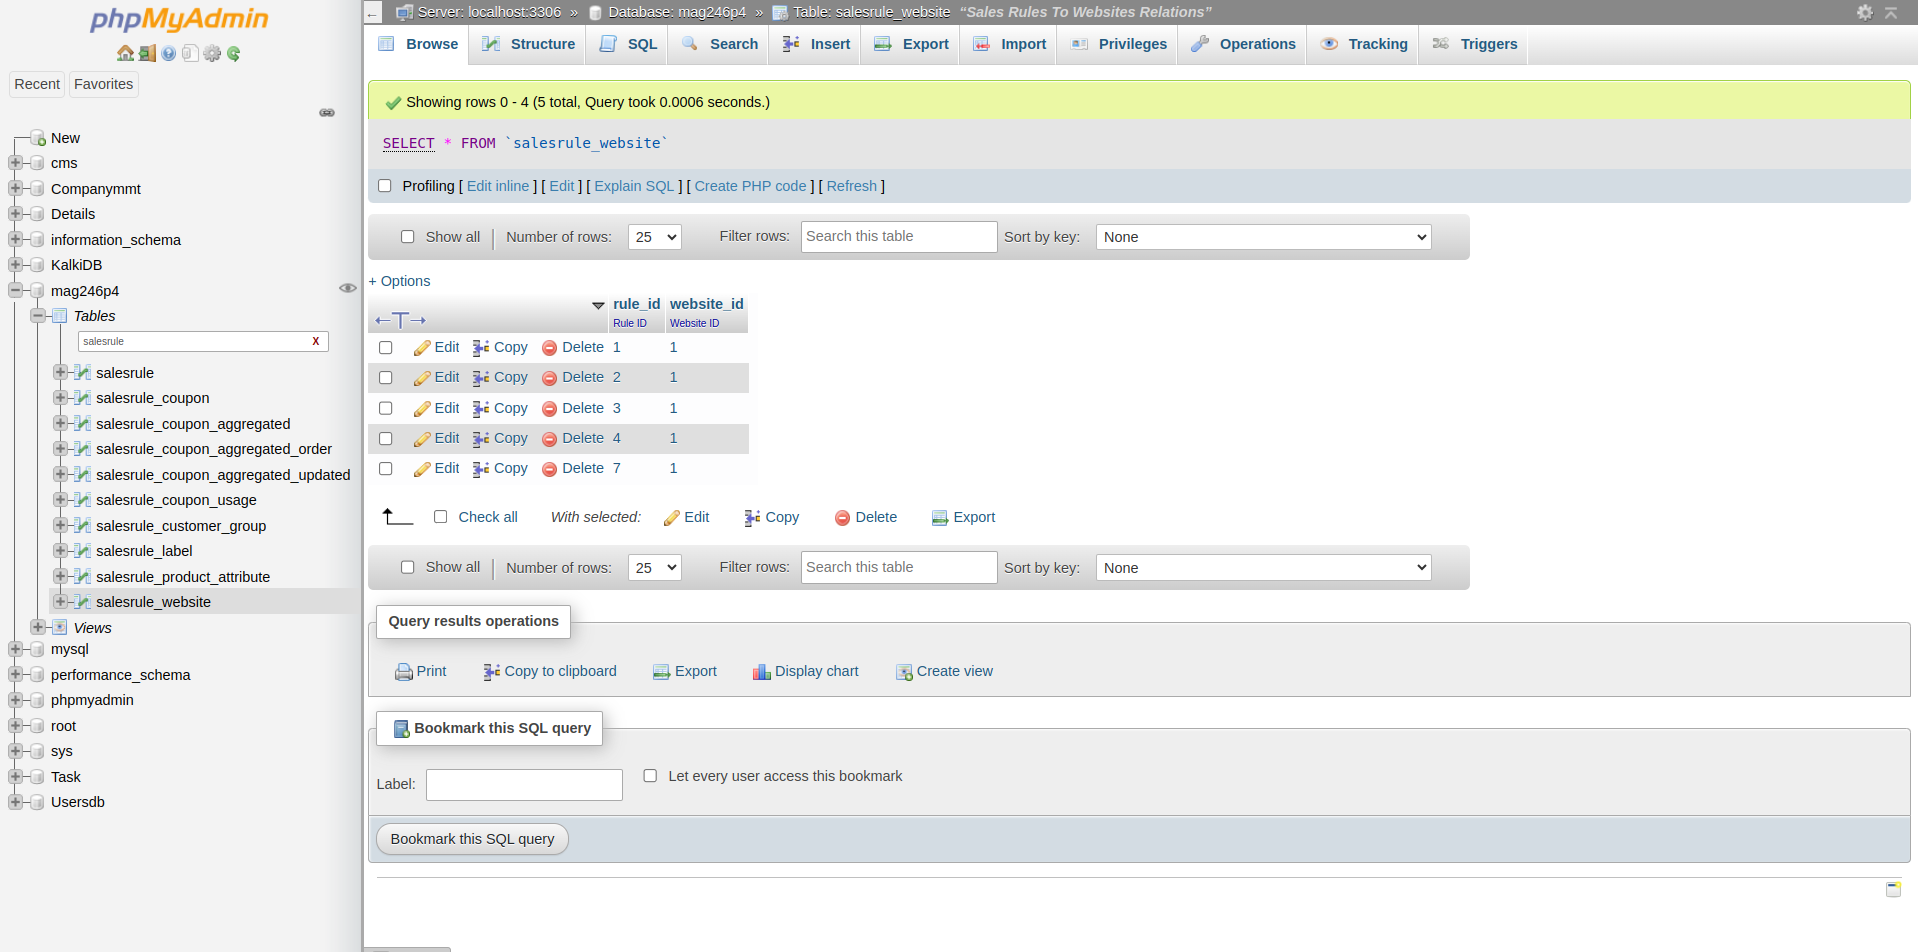 phpMyAdmin
Recent Favorites
New
cms
Companymmt
Details
information_schema
KalkiDB
mag246p4
Tables
salesrule X
salesrule
salesrule_coupon
salesrule_coupon_aggregated
salesrule_coupon_aggregated_order
salesrule_coupon_aggregated_updated
salesrule_coupon_usage
salesrule_customer_group
salesrule_label
salesrule_product_attribute
salesrule_website
Views
mysql
performance_schema
phpmyadmin
root
sys
Task
Usersdb
← Server: localhost:3306 » Database: mag246p4 » Table: salesrule_website “Sales Rules To Websites Relations”
Browse Structure SQL Search Insert Export Import Privileges Operations Tracking Triggers
Showing rows 0 - 4 (5 total, Query took 0.0006 seconds.)
SELECT * FROM `salesrule_website`
Profiling [ Edit inline ] [ Edit ] [ Explain SQL ] [ Create PHP code ] [ Refresh ]
Show all Number of rows: 25 Filter rows: Search this table Sort by key: None
+ Options
←T→ rule_id website_id
Rule ID Website ID
Edit Copy Delete 1 1
Edit Copy Delete 2 1
Edit Copy Delete 3 1
Edit Copy Delete 4 1
Edit Copy Delete 7 1
Check all With selected: Edit Copy Delete Export
Show all Number of rows: 25 Filter rows: Search this table Sort by key: None
Query results operations
Print Copy to clipboard Export Display chart Create view
Bookmark this SQL query
Label: Let every user access this bookmark
Bookmark this SQL query